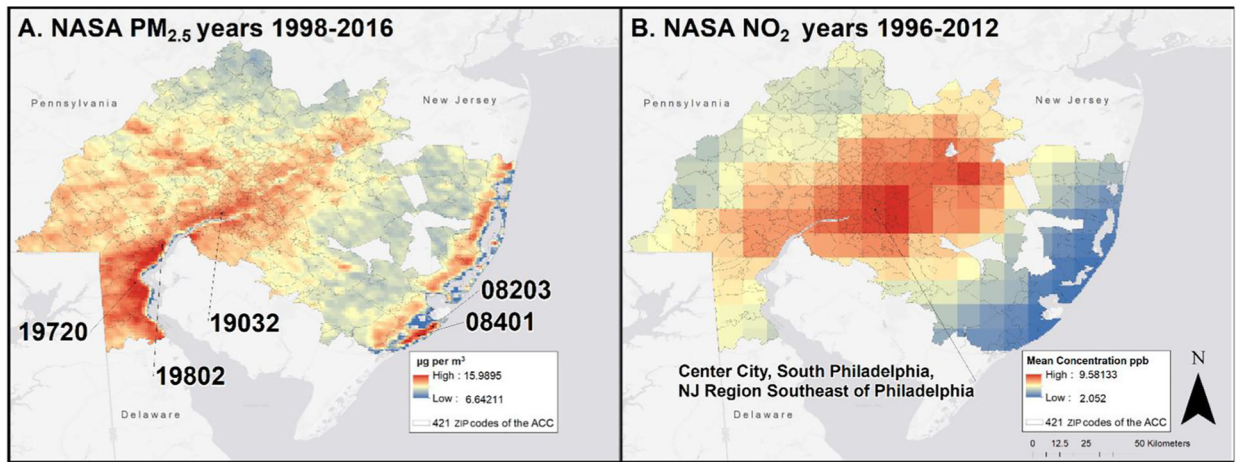 A. NASA PM2.5 years 1998-2016
Pennsylvania
New Jersey
08203
08401
19720
19032
19802
Delaware
µg per m³
High : 15.9895
Low : 6.64211
421 ZIP codes of the ACC
B. NASA NO2 years 1996-2012
Pennsylvania
New Jersey
Center City, South Philadelphia,
NJ Region Southeast of Philadelphia
Delaware
Mean Concentration ppb
High : 9.58133
Low : 2.052
421 ZIP codes of the ACC
N
0 12.5 25 50 Kilometers